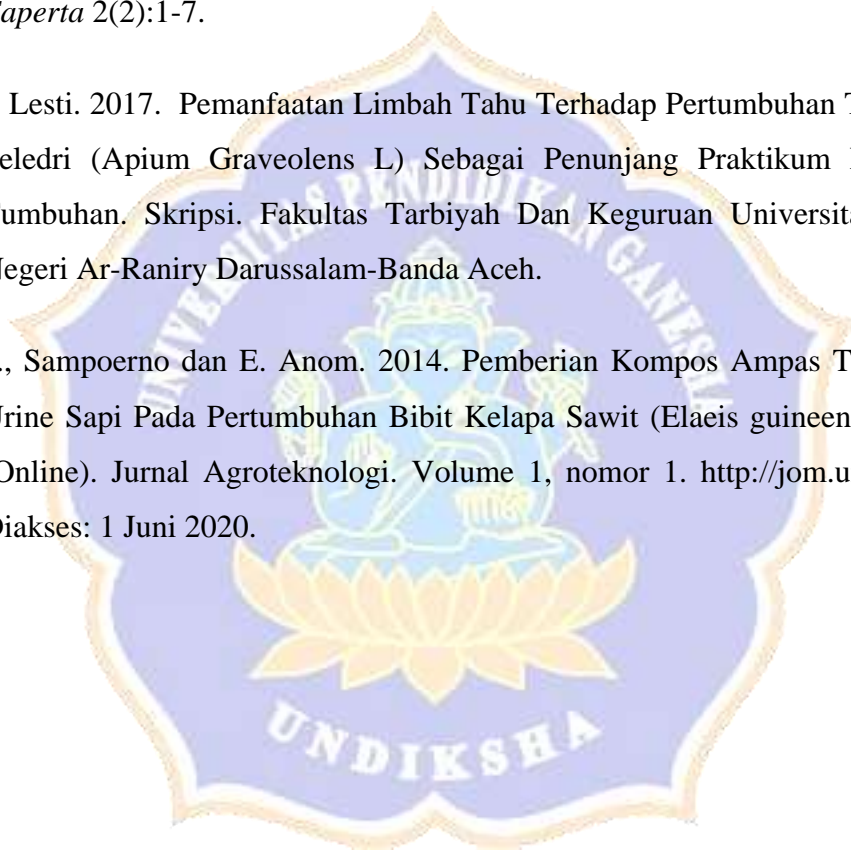 aperta 2(2):1-7.
Lesti. 2017. Pemanfaatan Limbah Tahu Terhadap Pertumbuhan T
eledri (Apium Graveolens L) Sebagai Penunjang Praktikum
umbuhan. Skripsi. Fakultas Tarbiyah Dan Keguruan Universita
Negeri Ar-Raniry Darussalam-Banda Aceh.
., Sampoerno dan E. Anom. 2014. Pemberian Kompos Ampas T
Urine Sapi Pada Pertumbuhan Bibit Kelapa Sawit (Elaeis guineen
Online). Jurnal Agroteknologi. Volume 1, nomor 1. http://jom.u
Diakses: 1 Juni 2020.
UNIVERSITAS PENDIDIKAN GANESHA
UNDIKSHA